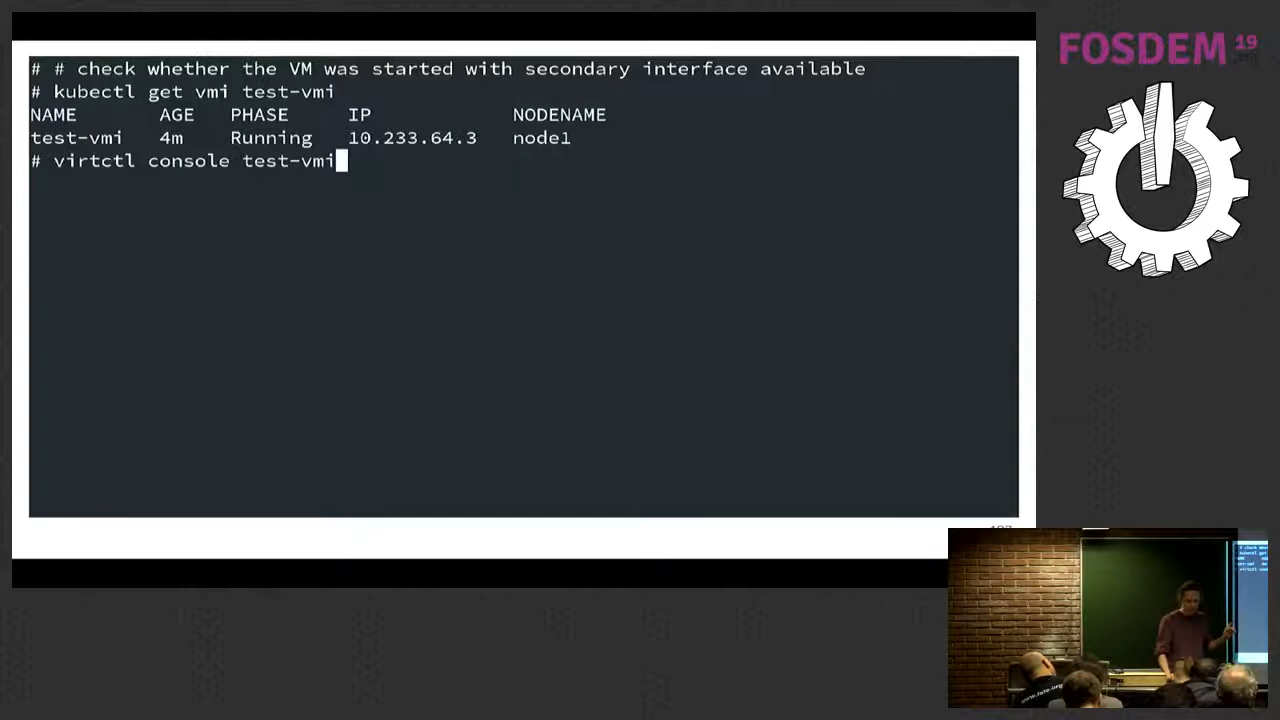 # # check whether the VM was started with secondary interface available
# kubectl get vmi test-vmi
NAME AGE PHASE IP NODENAME
test-vmi 4m Running 10.233.64.3 node1
# virtctl console test-vmi
FOSDEM 19
.org